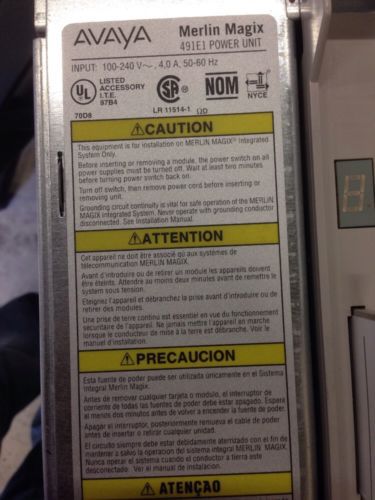 AVAYA
Merlin Magix
491E1 POWER UNIT
INPUT: 100-240 V~, 4,0 A, 50-60 Hz
UL
LISTED
ACCESSORY
I.T.E.
97B4
SA
NOM
NYCE
70D8
LR 11514-1
CAUTION
This equipment is for installation on MERLIN MAGIX Integrated
System Only.
Before inserting or removing a module, the power switch on all
power supplies must be turned off. Wait at least two minutes
before turning power switch back on.
Turn off switch, then remove power cord before inserting or
removing unit.
Grounding circuit continuity is vital for safe operation of the MERLIN
MAGIX Integrated System. Never operate with grounding conductor
disconnected. See Installation Manual.
ATTENTION
Cet appareil ne doit être associé qu aux systèmes de
télécommunication MERLIN MAGIX.
Avant d'introduire ou de retirer un module les appareils doivent
être éteints. Attendre au moins deux minutes avant de remettre le
système sous tension.
Eteignez l'appareil et débranchez la prise avant d'introduire ou de
retirer les modules.
Une prise de terre continu est essentiel en vue du fonctionnement
sécuritaire de l'appareil. Ne jamais mettre l'appareil en marche
lorsque le conducteur de mise à la terre est débranché. Voir le
manuel d'installation.
PRECAUCION
Esta fuente de poder puede ser utilizada únicamente en el Sistema
integral Merlin Magix.
Antes de remover cualquier tarjeta o modulo, el interruptor de
corriente de todas las fuentes de poder debe estar apagado. Espere
al menos dos minutos antes de volver a encender la fuente de poder.
Apagar el interruptor, posteriormente remueva el cable de poder
antes de insertar o retirar cualquier unidad.
El circuito siempre debe estar debidamente aterrizado con el fin de
mantener a salvo la operation del sistema integral MERLIN MAGIX.
Nunca operar el sistema cuando el conductor a tierra este
desconectado. Ver el manual de instalacion.
ATENÇAO